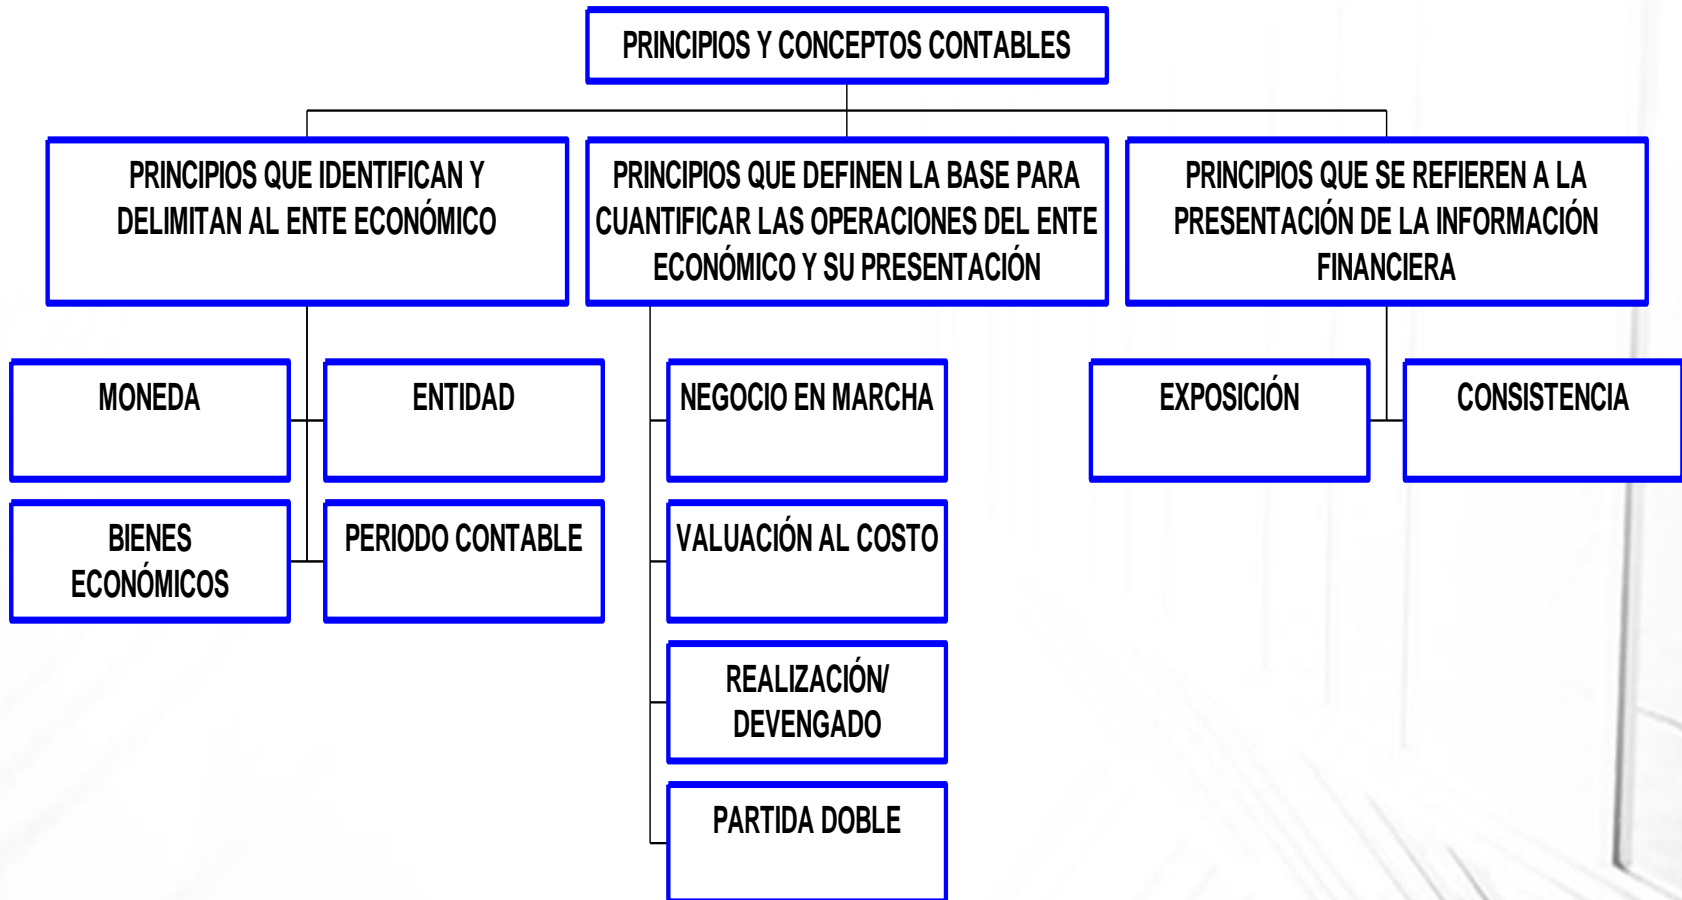 PRINCIPIOS Y CONCEPTOS CONTABLES
PRINCIPIOS QUE IDENTIFICAN Y
DELIMITAN AL ENTE ECONÓMICO
PRINCIPIOS QUE DEFINEN LA BASE PARA
CUANTIFICAR LAS OPERACIONES DEL ENTE
ECONÓMICO Y SU PRESENTACIÓN
PRINCIPIOS QUE SE REFIEREN A LA
PRESENTACIÓN DE LA INFORMACIÓN
FINANCIERA
MONEDA
ENTIDAD
BIENES
ECONÓMICOS
PERIODO CONTABLE
NEGOCIO EN MARCHA
VALUACIÓN AL COSTO
REALIZACIÓN/
DEVENGADO
PARTIDA DOBLE
EXPOSICIÓN
CONSISTENCIA